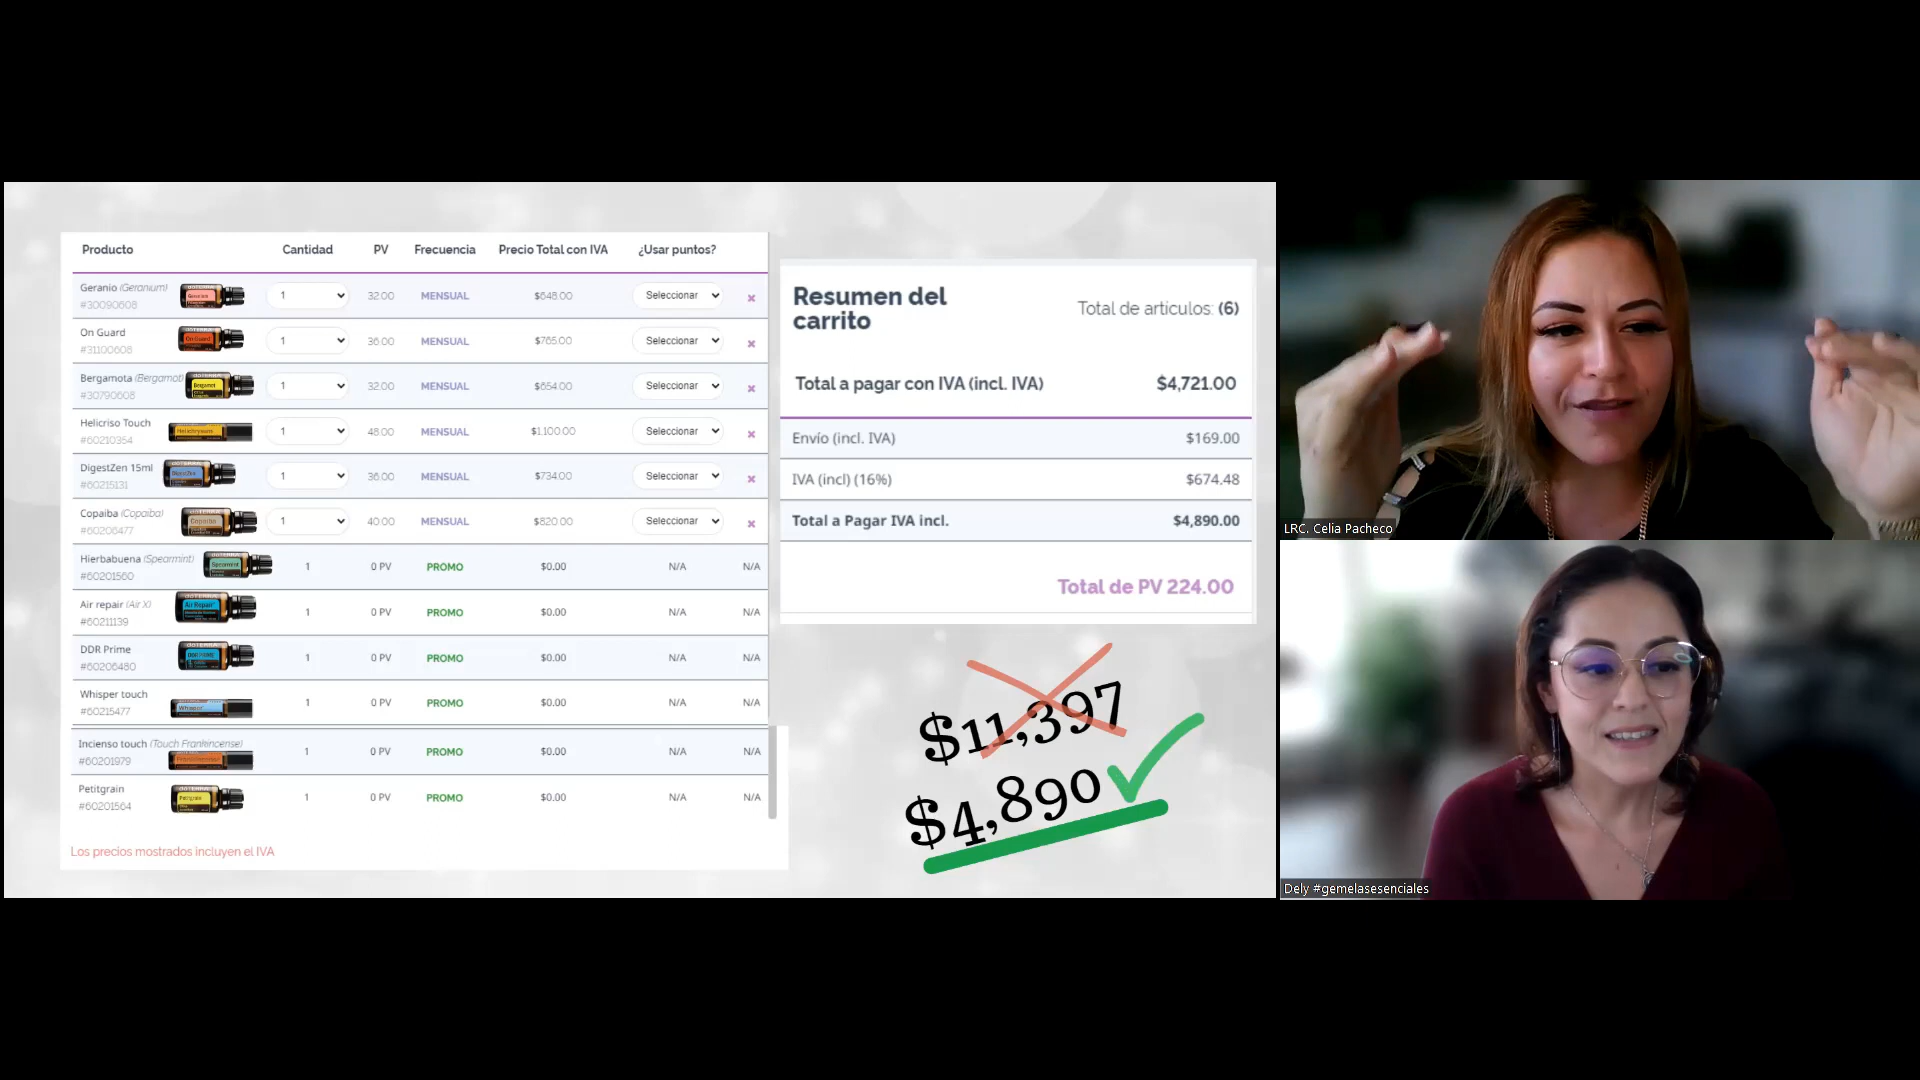 Producto Cantidad PV Frecuencia Precio Total con IVA ¿Usar puntos?
Geranio (Geranium) 1 32.00 MENSUAL $648.00 Seleccionar ×
#30090608
On Guard 1 36.00 MENSUAL $765.00 Seleccionar ×
#31100608
Bergamota (Bergamot) 1 32.00 MENSUAL $654.00 Seleccionar ×
#30790608
Helicriso Touch 1 48.00 MENSUAL $1,100.00 Seleccionar ×
#60210354
DigestZen 15ml 1 36.00 MENSUAL $734.00 Seleccionar ×
#60215131
Copaiba (Copaiba) 1 40.00 MENSUAL $820.00 Seleccionar ×
#60206477
Hierbabuena (Spearmint) 1 0 PV PROMO $0.00 N/A N/A
#60201560
Air repair (Air X) 1 0 PV PROMO $0.00 N/A N/A
#60211139
DDR Prime 1 0 PV PROMO $0.00 N/A N/A
#60206480
Whisper touch 1 0 PV PROMO $0.00 N/A N/A
#60215477
Incienso touch (Touch Frankincense) 1 0 PV PROMO $0.00 N/A N/A
#60201979
Petitgrain 1 0 PV PROMO $0.00 N/A N/A
#60201564
Los precios mostrados incluyen el IVA
Resumen del
carrito
Total de articulos: (6)
Total a pagar con IVA (incl. IVA) $4,721.00
Envío (incl. IVA) $169.00
IVA (incl) (16%) $674.48
Total a Pagar IVA incl. $4,890.00
Total de PV 224.00
$11,397
$4,890
LRC. Celia Pacheco
Dely #gemelasesenciales